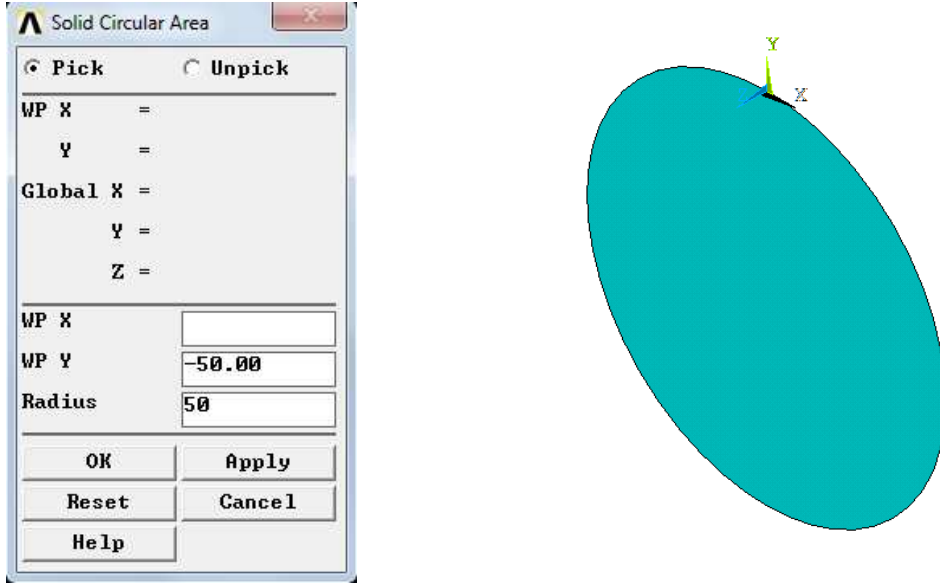 Solid Circular Area
Pick Unpick
WP X =
Y =
Global X =
Y =
Z =
WP X
WP Y -50.00
Radius 50
OK Apply
Reset Cancel
Help
Y
X